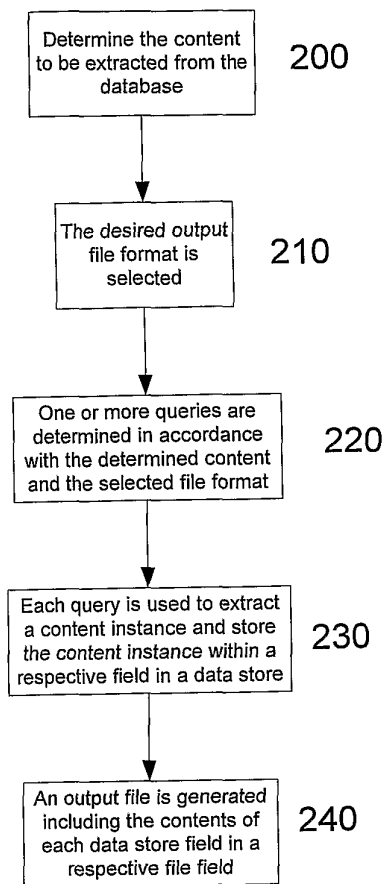 Determine the content
to be extracted from the
database
200
The desired output
file format is
selected
210
One or more queries are
determined in accordance
with the determined content
and the selected file format
220
Each query is used to extract
a content instance and store
the content instance within a
respective field in a data store
230
An output file is generated
including the contents of
each data store field in a
respective file field
240